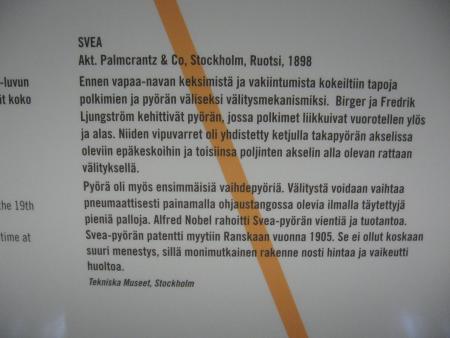 SVEA
Akt. Palmcrantz & Co, Stockholm, Ruotsi, 1898
Ennen vapaa-navan keksimistä ja vakiintumista kokeiltiin tapoja
polkimien ja pyörän väliseksi välitysmekanismiksi. Birger ja Fredrik
Ljungström kehittivät pyörän, jossa polkimet liikkuivat vuorotellen ylös
ja alas. Niiden vipuvarret oli yhdistetty ketjulla takapyörän akselissa
oleviin epäkeskoihin ja toisiinsa poljinten akselin alla olevan rattaan
välityksellä.
Pyörä oli myös ensimmäisiä vaihdepyöriä. Välitystä voidaan vaihtaa
pneumaattisesti painamalla ohjaustangossa olevia ilmalla täytettyjä
pieniä palloja. Alfred Nobel rahoitti Svea-pyörän vientiä ja tuotantoa.
Svea-pyörän patentti myytiin Ranskaan vuonna 1905. Se ei ollut koskaan
suuri menestys, sillä monimutkainen rakenne nosti hintaa ja vaikeutti
huoltoa.
Tekniska Museet, Stockholm
-luvun
it koko
the 19th
time at